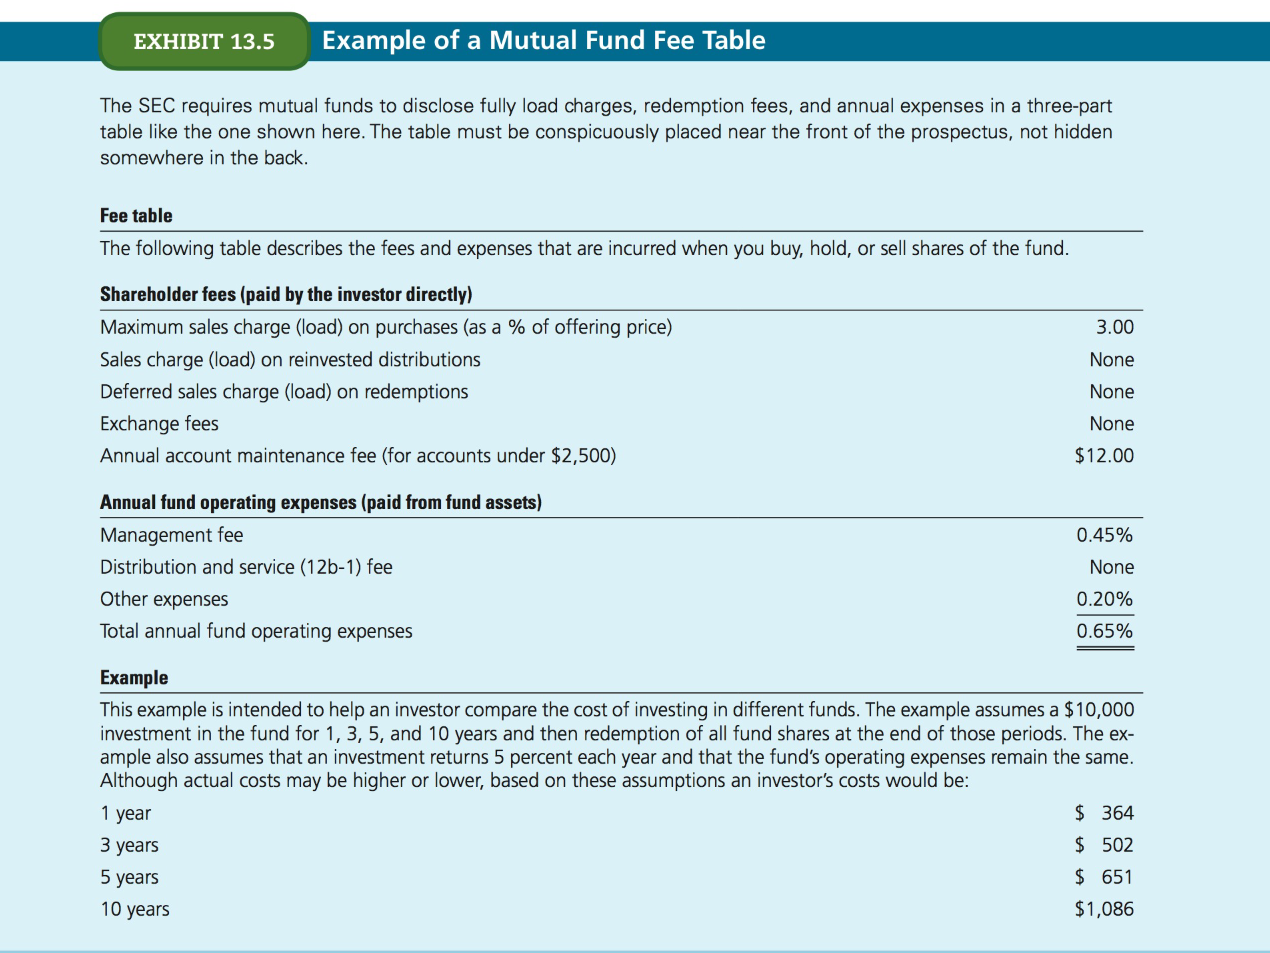 EXHIBIT 13.5 Example of a Mutual Fund Fee Table
The SEC requires mutual funds to disclose fully load charges, redemption fees, and annual expenses in a three-part
table like the one shown here. The table must be conspicuously placed near the front of the prospectus, not hidden
somewhere in the back.
Fee table
The following table describes the fees and expenses that are incurred when you buy, hold, or sell shares of the fund.
Shareholder fees (paid by the investor directly)
Maximum sales charge (load) on purchases (as a % of offering price) 3.00
Sales charge (load) on reinvested distributions None
Deferred sales charge (load) on redemptions None
Exchange fees None
Annual account maintenance fee (for accounts under $2,500) $12.00
Annual fund operating expenses (paid from fund assets)
Management fee 0.45%
Distribution and service (12b-1) fee None
Other expenses 0.20%
Total annual fund operating expenses 0.65%
Example
This example is intended to help an investor compare the cost of investing in different funds. The example assumes a $10,000
investment in the fund for 1, 3, 5, and 10 years and then redemption of all fund shares at the end of those periods. The ex-
ample also assumes that an investment returns 5 percent each year and that the fund's operating expenses remain the same.
Although actual costs may be higher or lower, based on these assumptions an investor's costs would be:
1 year $ 364
3 years $ 502
5 years $ 651
10 years $1,086